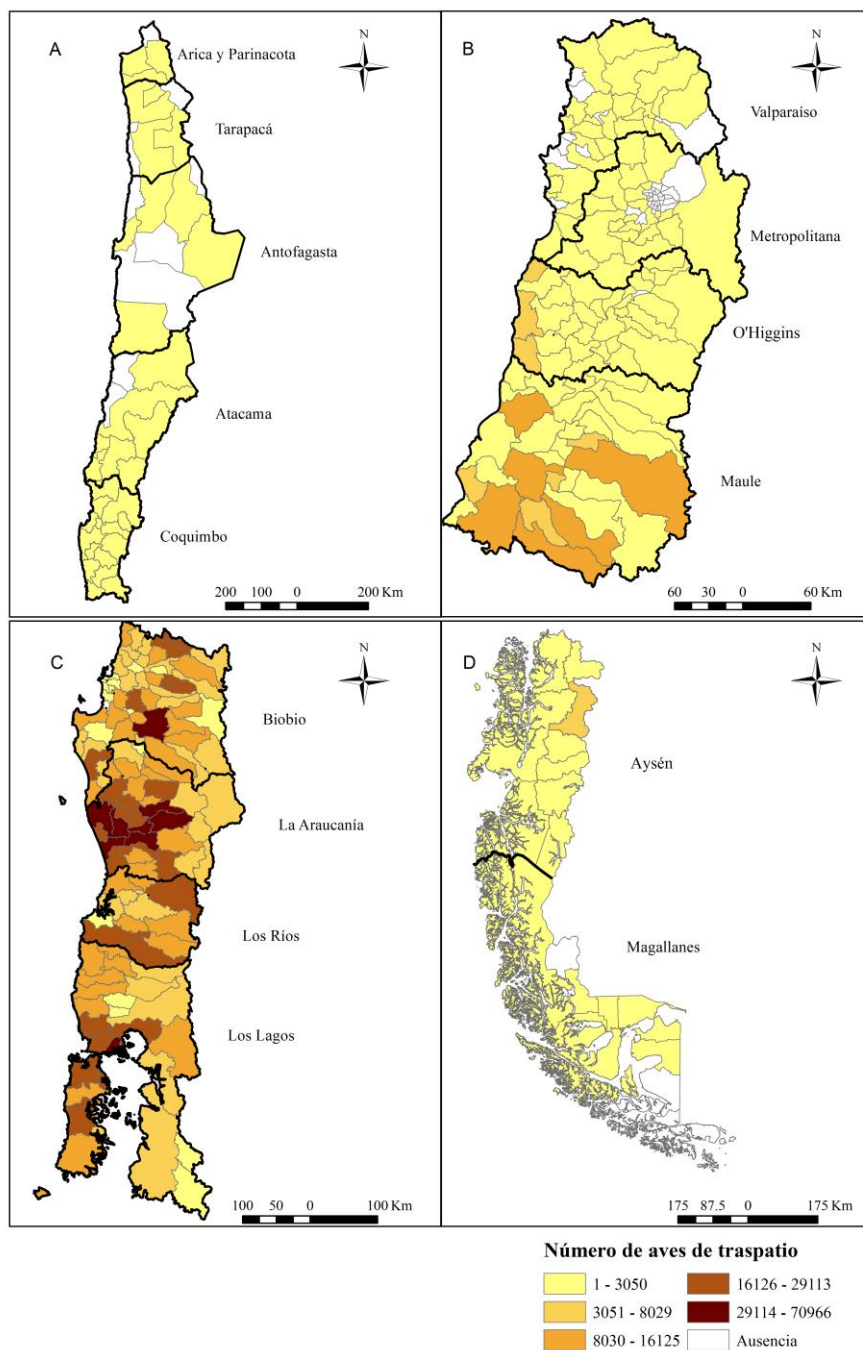 A
N
Arica y Parinacota
Tarapacá
Antofagasta
Atacama
Coquimbo
200 100 0 200 Km
B
N
Valparaíso
Metropolitana
O'Higgins
Maule
60 30 0 60 Km
C
N
Biobio
La Araucanía
Los Ríos
Los Lagos
100 50 0 100 Km
D
N
Aysén
Magallanes
175 87.5 0 175 Km
Número de aves de traspatio
1 - 3050
3051 - 8029
8030 - 16125
16126 - 29113
29114 - 70966
Ausencia